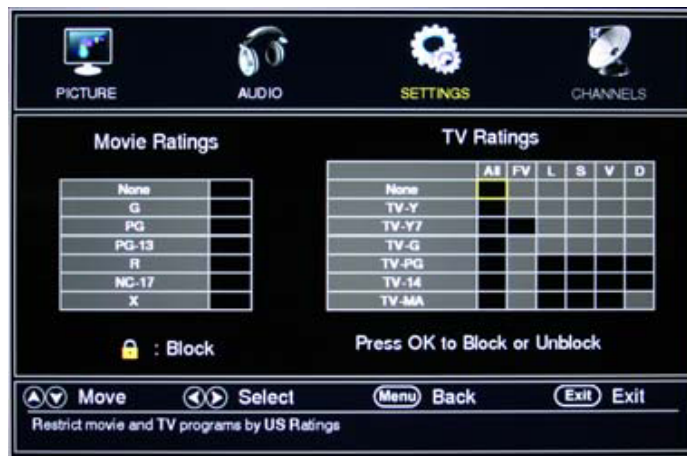 PICTURE AUDIO SETTINGS CHANNELS
Movie Ratings
None
G
PG
PG-13
R
NC-17
X
: Block
TV Ratings
All FV L S V D
None
TV-Y
TV-Y7
TV-G
TV-PG
TV-14
TV-MA
Press OK to Block or Unblock
Move Select Menu Back Exit Exit
Restrict movie and TV programs by US Ratings